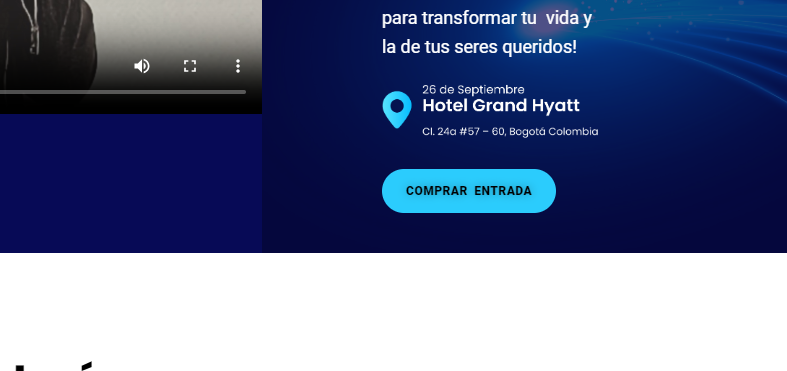 para transformar tu  vida y
la de tus seres queridos!
26 de Septiembre
Hotel Grand Hyatt
Cl. 24a #57 – 60, Bogotá Colombia
COMPRAR  ENTRADA